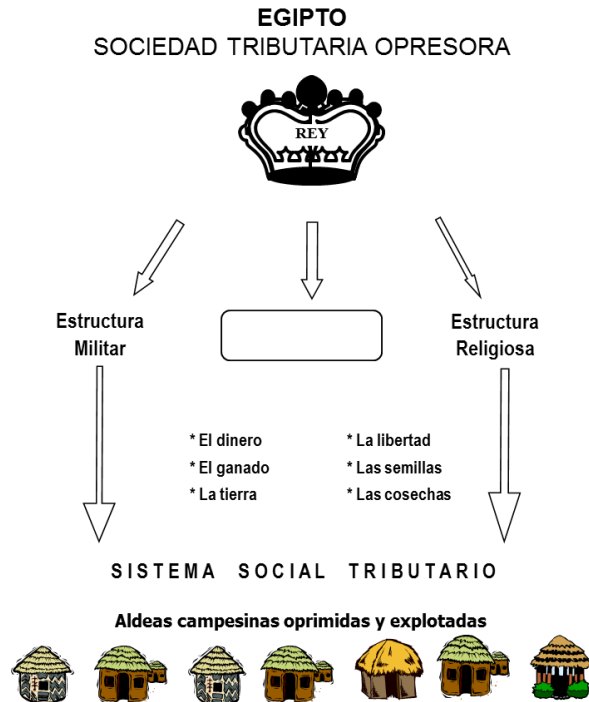 EGIPTO
SOCIEDAD TRIBUTARIA OPRESORA
REY
Estructura
Militar
Estructura
Religiosa
* El dinero
* El ganado
* La tierra
* La libertad
* Las semillas
* Las cosechas
SISTEMA SOCIAL TRIBUTARIO
Aldeas campesinas oprimidas y explotadas